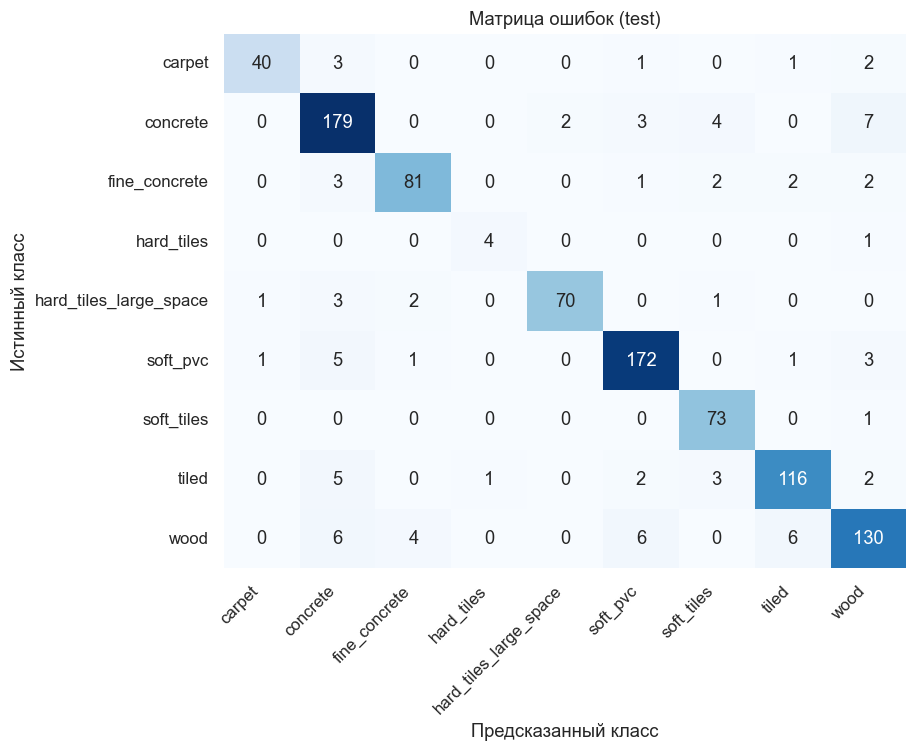 Матрица ошибок (test)
Истинный класс
carpet 40 3 0 0 0 1 0 1 2
concrete 0 179 0 0 2 3 4 0 7
fine_concrete 0 3 81 0 0 1 2 2 2
hard_tiles 0 0 0 4 0 0 0 0 1
hard_tiles_large_space 1 3 2 0 70 0 1 0 0
soft_pvc 1 5 1 0 0 172 0 1 3
soft_tiles 0 0 0 0 0 0 73 0 1
tiled 0 5 0 1 0 2 3 116 2
wood 0 6 4 0 0 6 0 6 130
carpet concrete fine_concrete hard_tiles hard_tiles_large_space soft_pvc soft_tiles tiled wood
Предсказанный класс